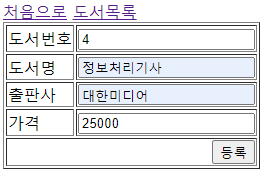 처음으로 도서목록
도서번호 4
도서명 정보처리기사
출판사 대한미디어
가격 25000
등록